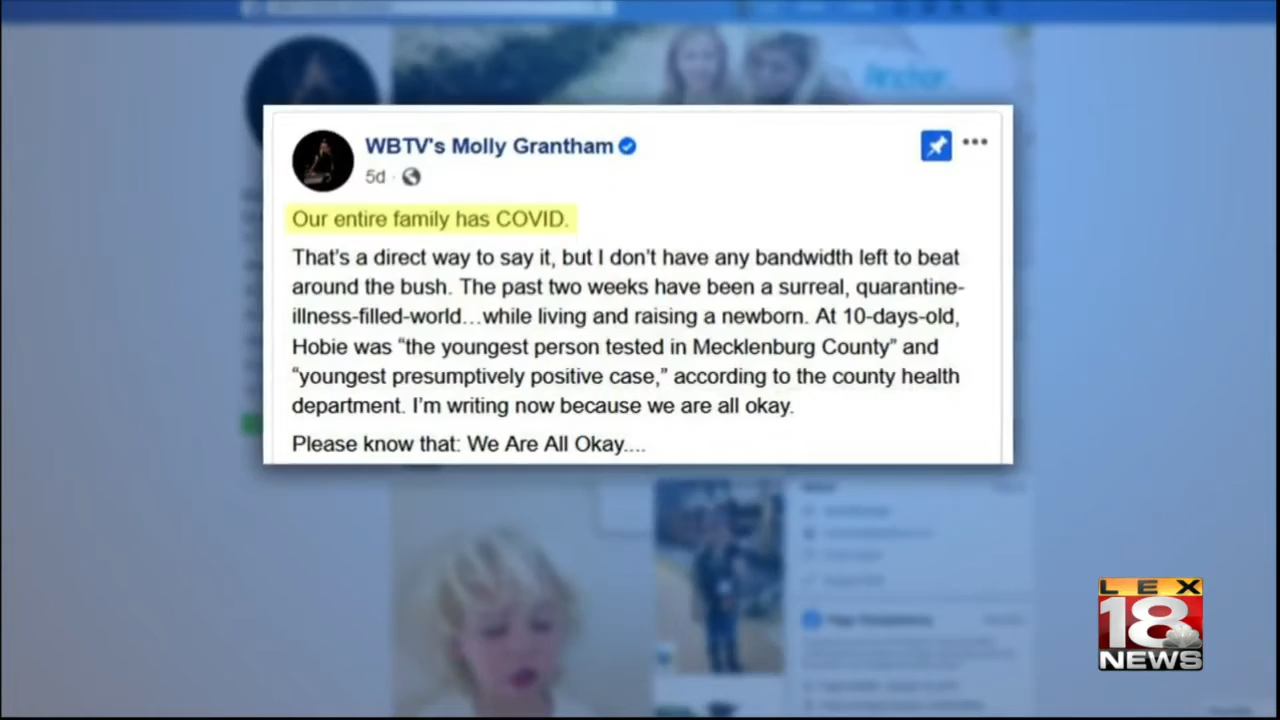 WBTV's Molly Grantham
5d ·
Our entire family has COVID.
That's a direct way to say it, but I don't have any bandwidth left to beat
around the bush. The past two weeks have been a surreal, quarantine-
illness-filled-world…while living and raising a newborn. At 10-days-old,
Hobie was “the youngest person tested in Mecklenburg County” and
“youngest presumptively positive case,” according to the county health
department. I'm writing now because we are all okay.
Please know that: We Are All Okay....
LEX
18
NEWS